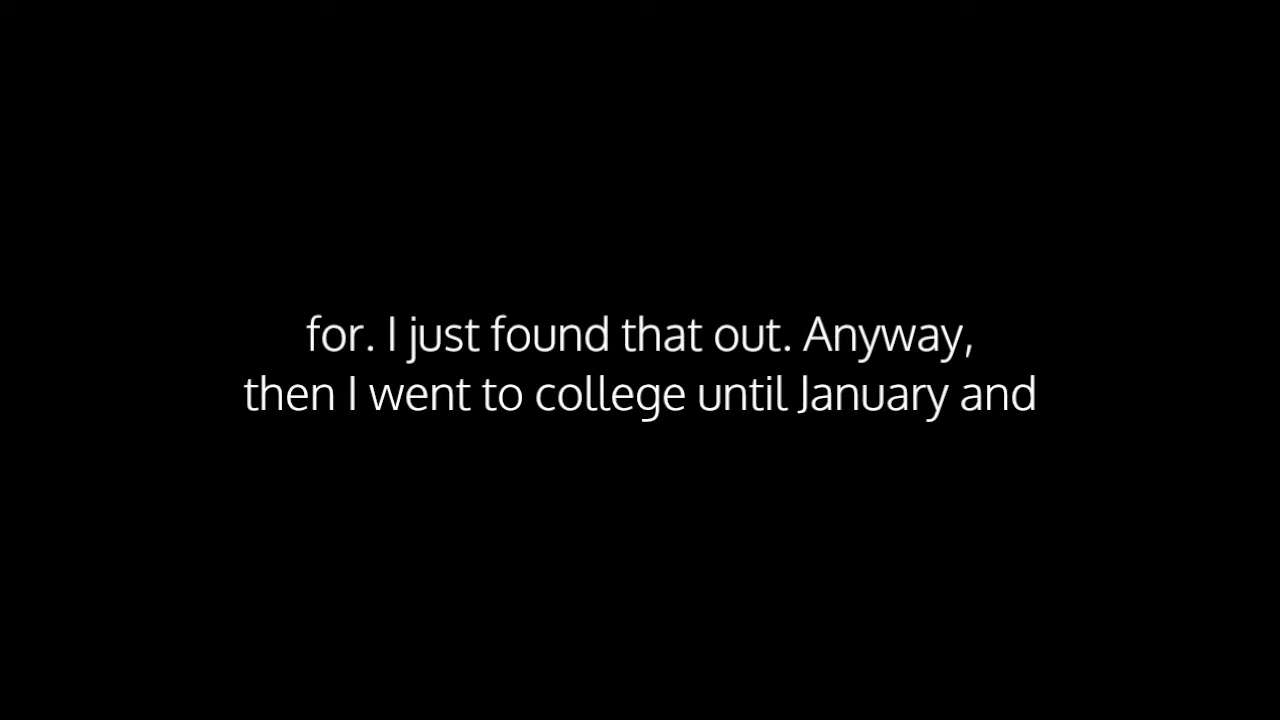 for. I just found that out. Anyway,
then I went to college until January and